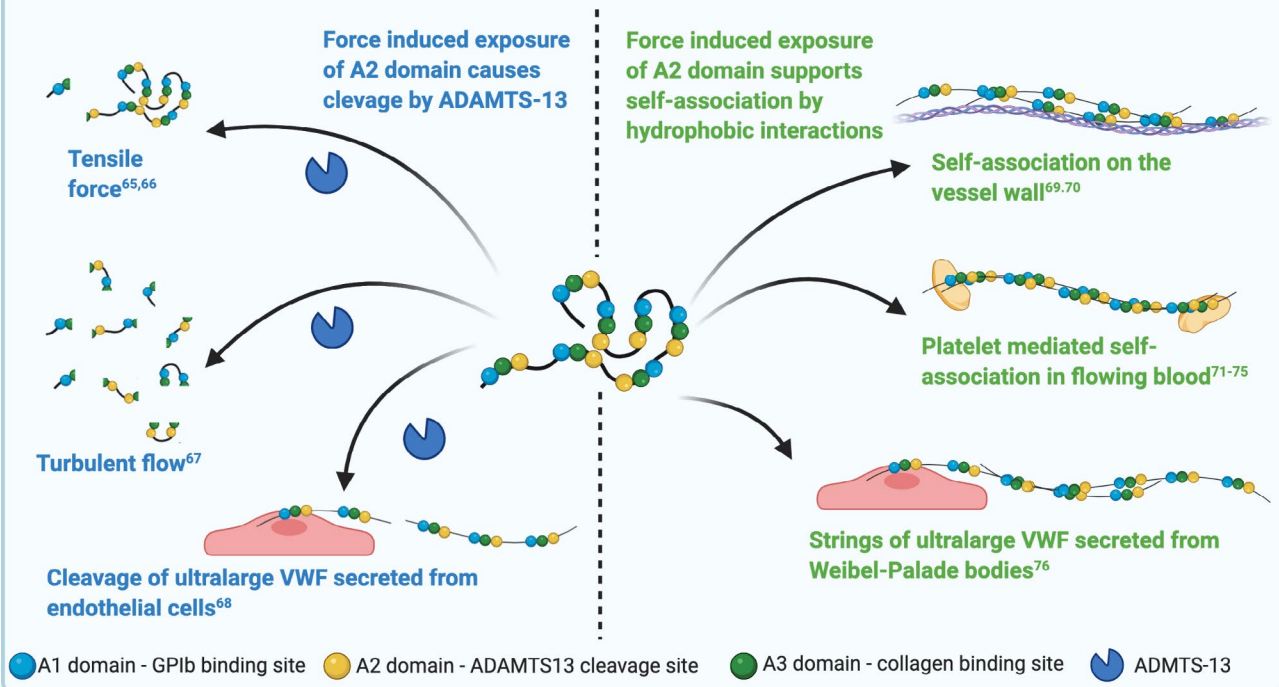 Force induced exposure
of A2 domain causes
clevage by ADAMTS-13
Tensile
force65,66
Turbulent flow67
Cleavage of ultralarge VWF secreted from
endothelial cells68
Force induced exposure
of A2 domain supports
self-association by
hydrophobic interactions
Self-association on the
vessel wall69.70
Platelet mediated self-
association in flowing blood71-75
Strings of ultralarge VWF secreted from
Weibel-Palade bodies76
A1 domain - GPIb binding site
A2 domain - ADAMTS13 cleavage site
A3 domain - collagen binding site
ADMTS-13